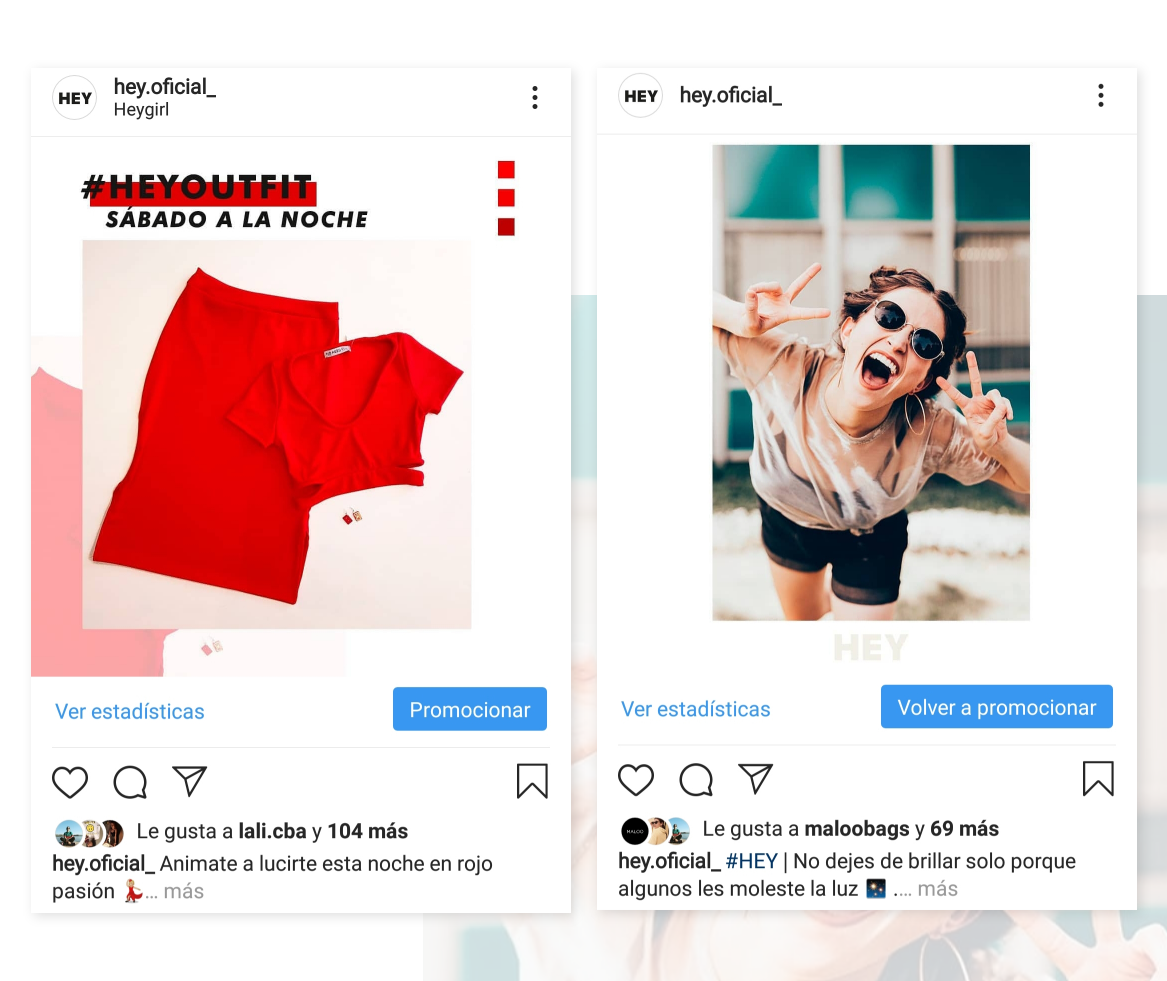 HEY
hey.oficial_
Heygirl
#HEYOUTFIT
SÁBADO A LA NOCHE
Ver estadísticas
Promocionar
Le gusta a lali.cba y 104 más
hey.oficial_ Animate a lucirte esta noche en rojo
pasión 💃... más
HEY
hey.oficial_
HEY
Ver estadísticas
Volver a promocionar
MALOO
Le gusta a maloobags y 69 más
hey.oficial_ #HEY | No dejes de brillar solo porque
algunos les moleste la luz 🎇 .... más